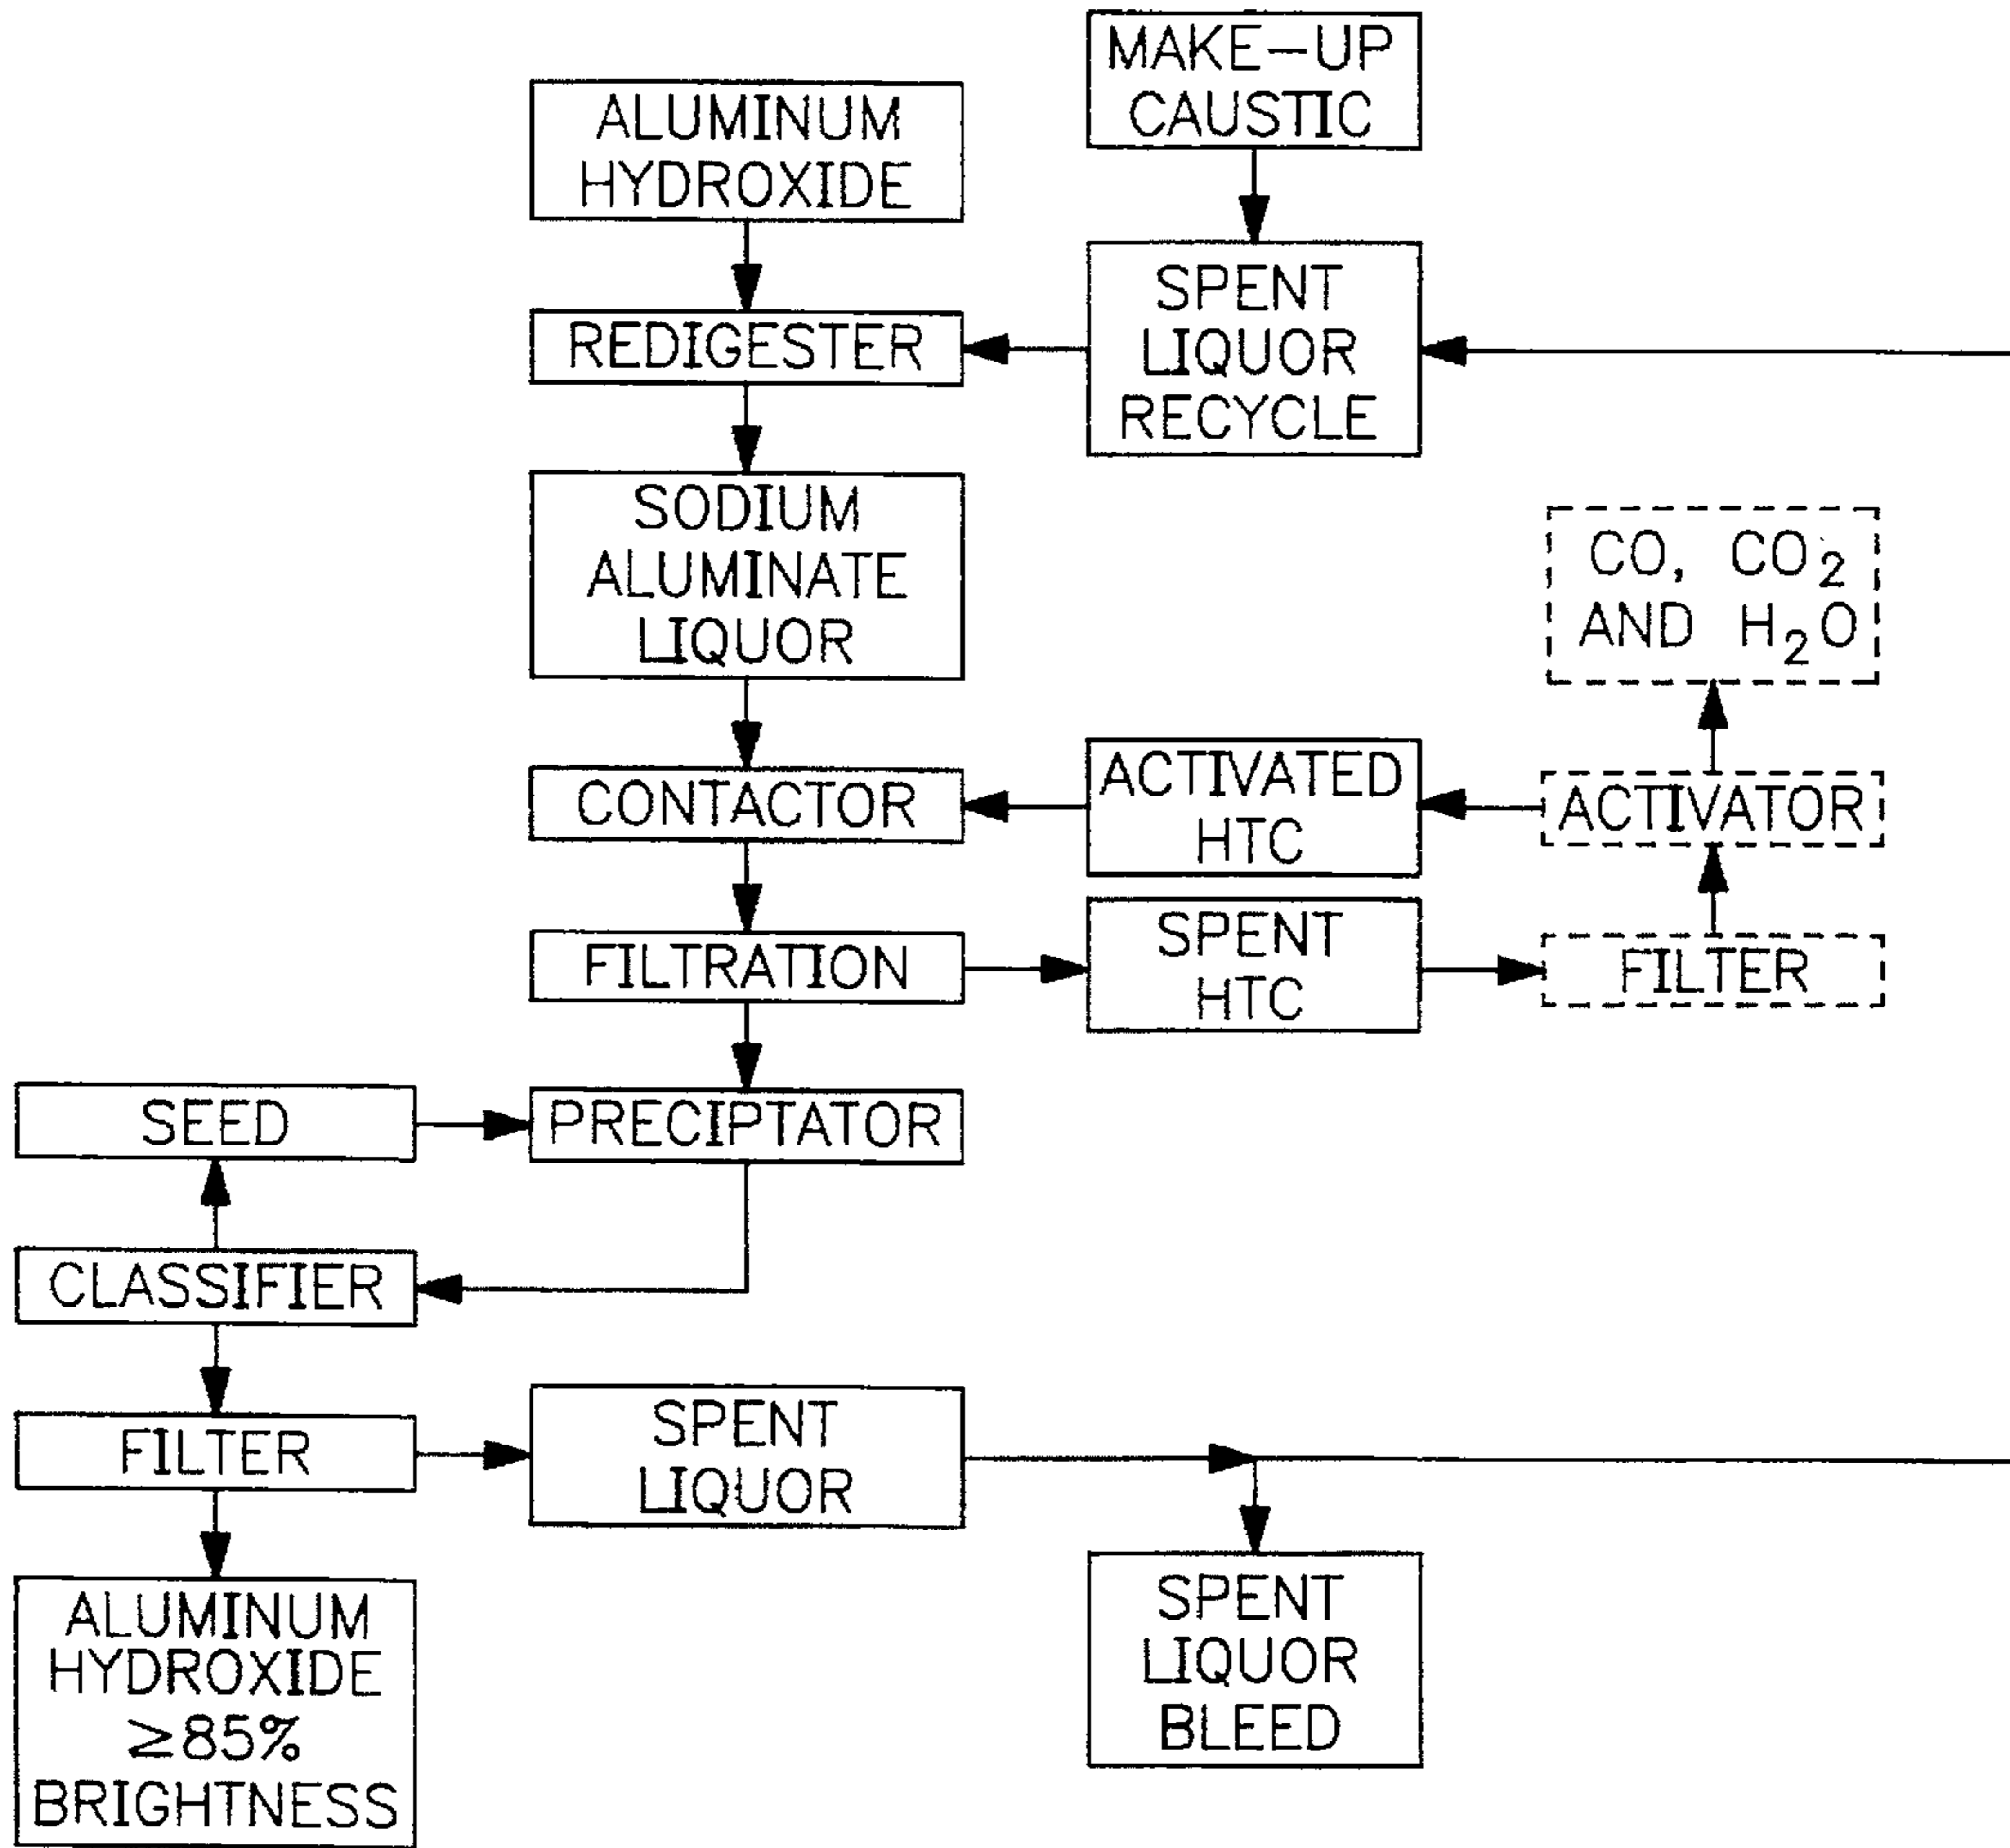 MAKE-UP
CAUSTIC
ALUMINUM
HYDROXIDE
SPENT
LIQUOR
RECYCLE
REDIGESTER
SODIUM
ALUMINATE
LIQUOR
CO, CO2
AND H2O
CONTACTOR
ACTIVATED
HTC
ACTIVATOR
FILTRATION
SPENT
HTC
FILTER
SEED
PRECIPTATOR
CLASSIFIER
FILTER
SPENT
LIQUOR
ALUMINUM
HYDROXIDE
≥85%
BRIGHTNESS
SPENT
LIQUOR
BLEED